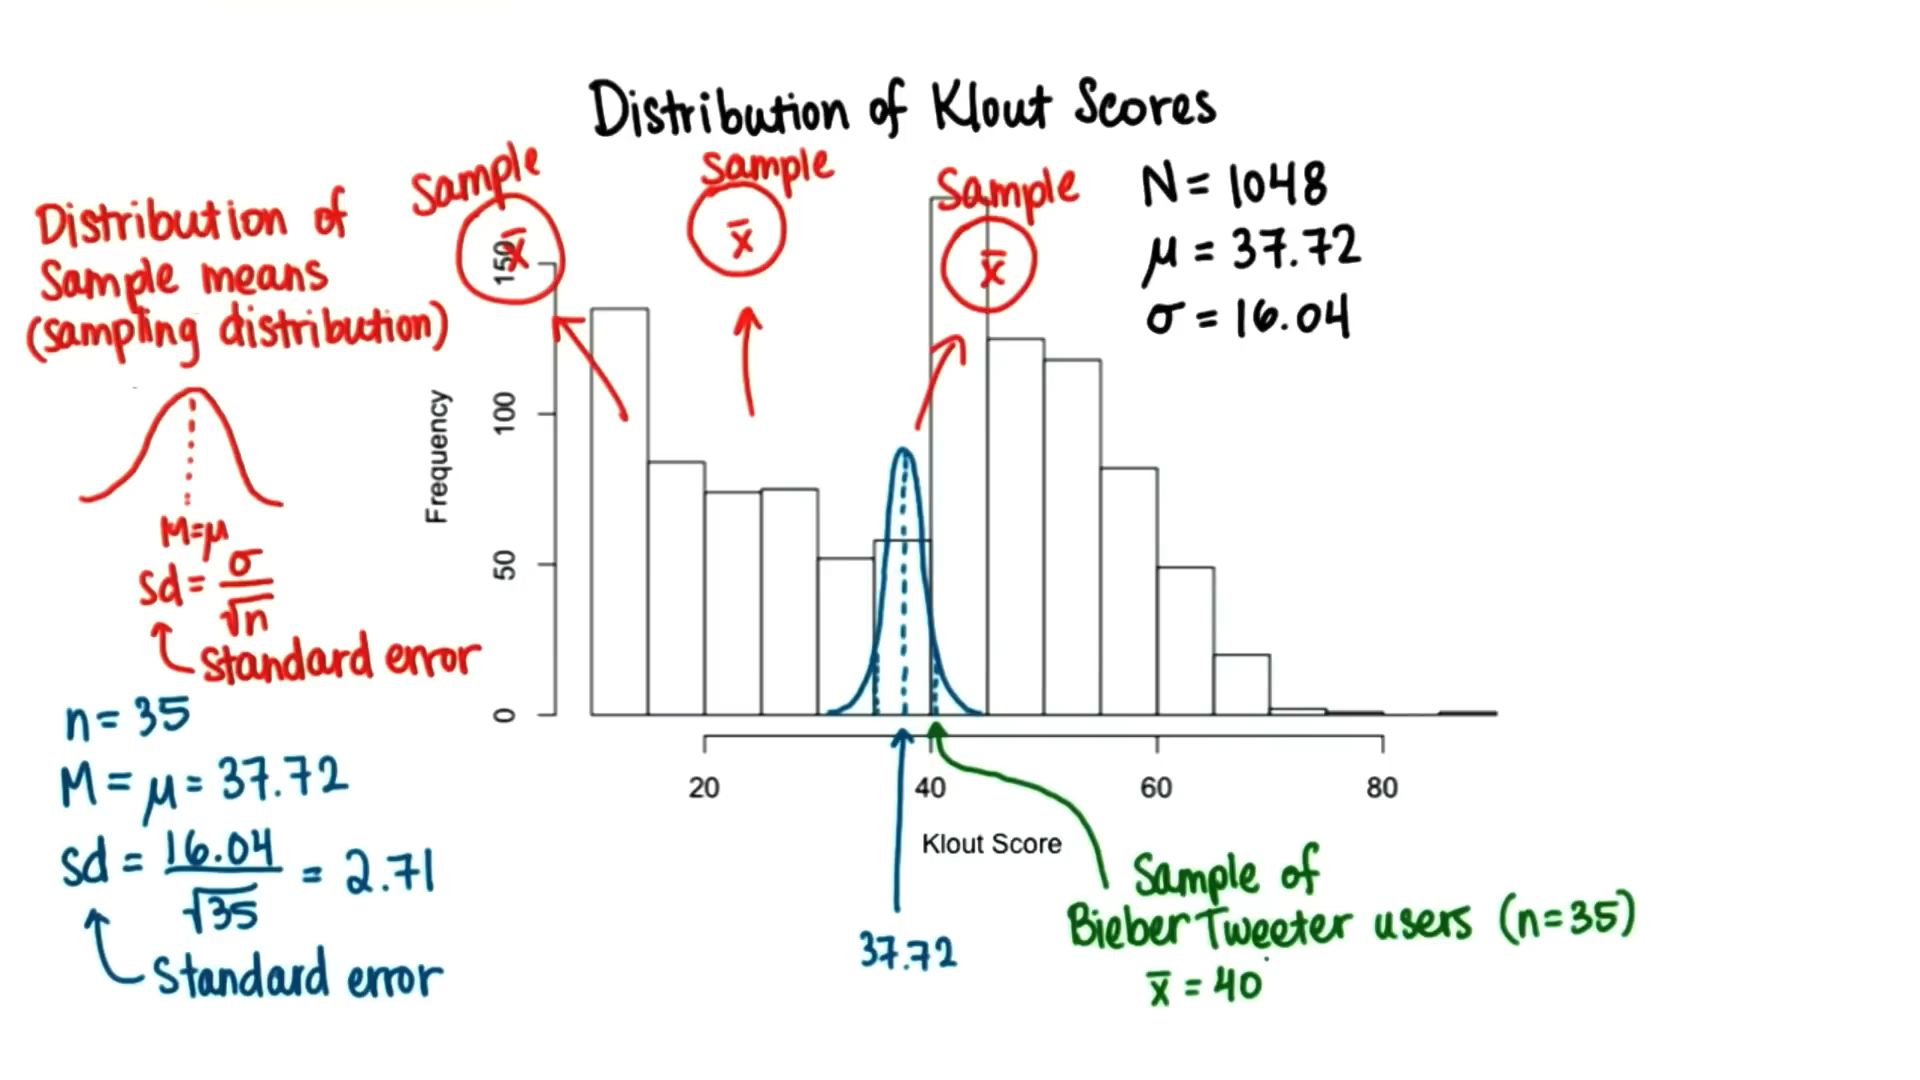 Distribution of Klout Scores
Sample
x̄
Sample
x̄
Sample
x̄
N = 1048
μ = 37.72
σ = 16.04
Distribution of
Sample means
(sampling distribution)
M=μ
sd = σ/√n
Standard error
n = 35
M = μ = 37.72
sd = 16.04/√35 = 2.71
Standard error
Frequency
150
100
50
0
20 40 60 80
Klout Score
37.72
Sample of
Bieber Tweeter users (n=35)
x̄ = 40